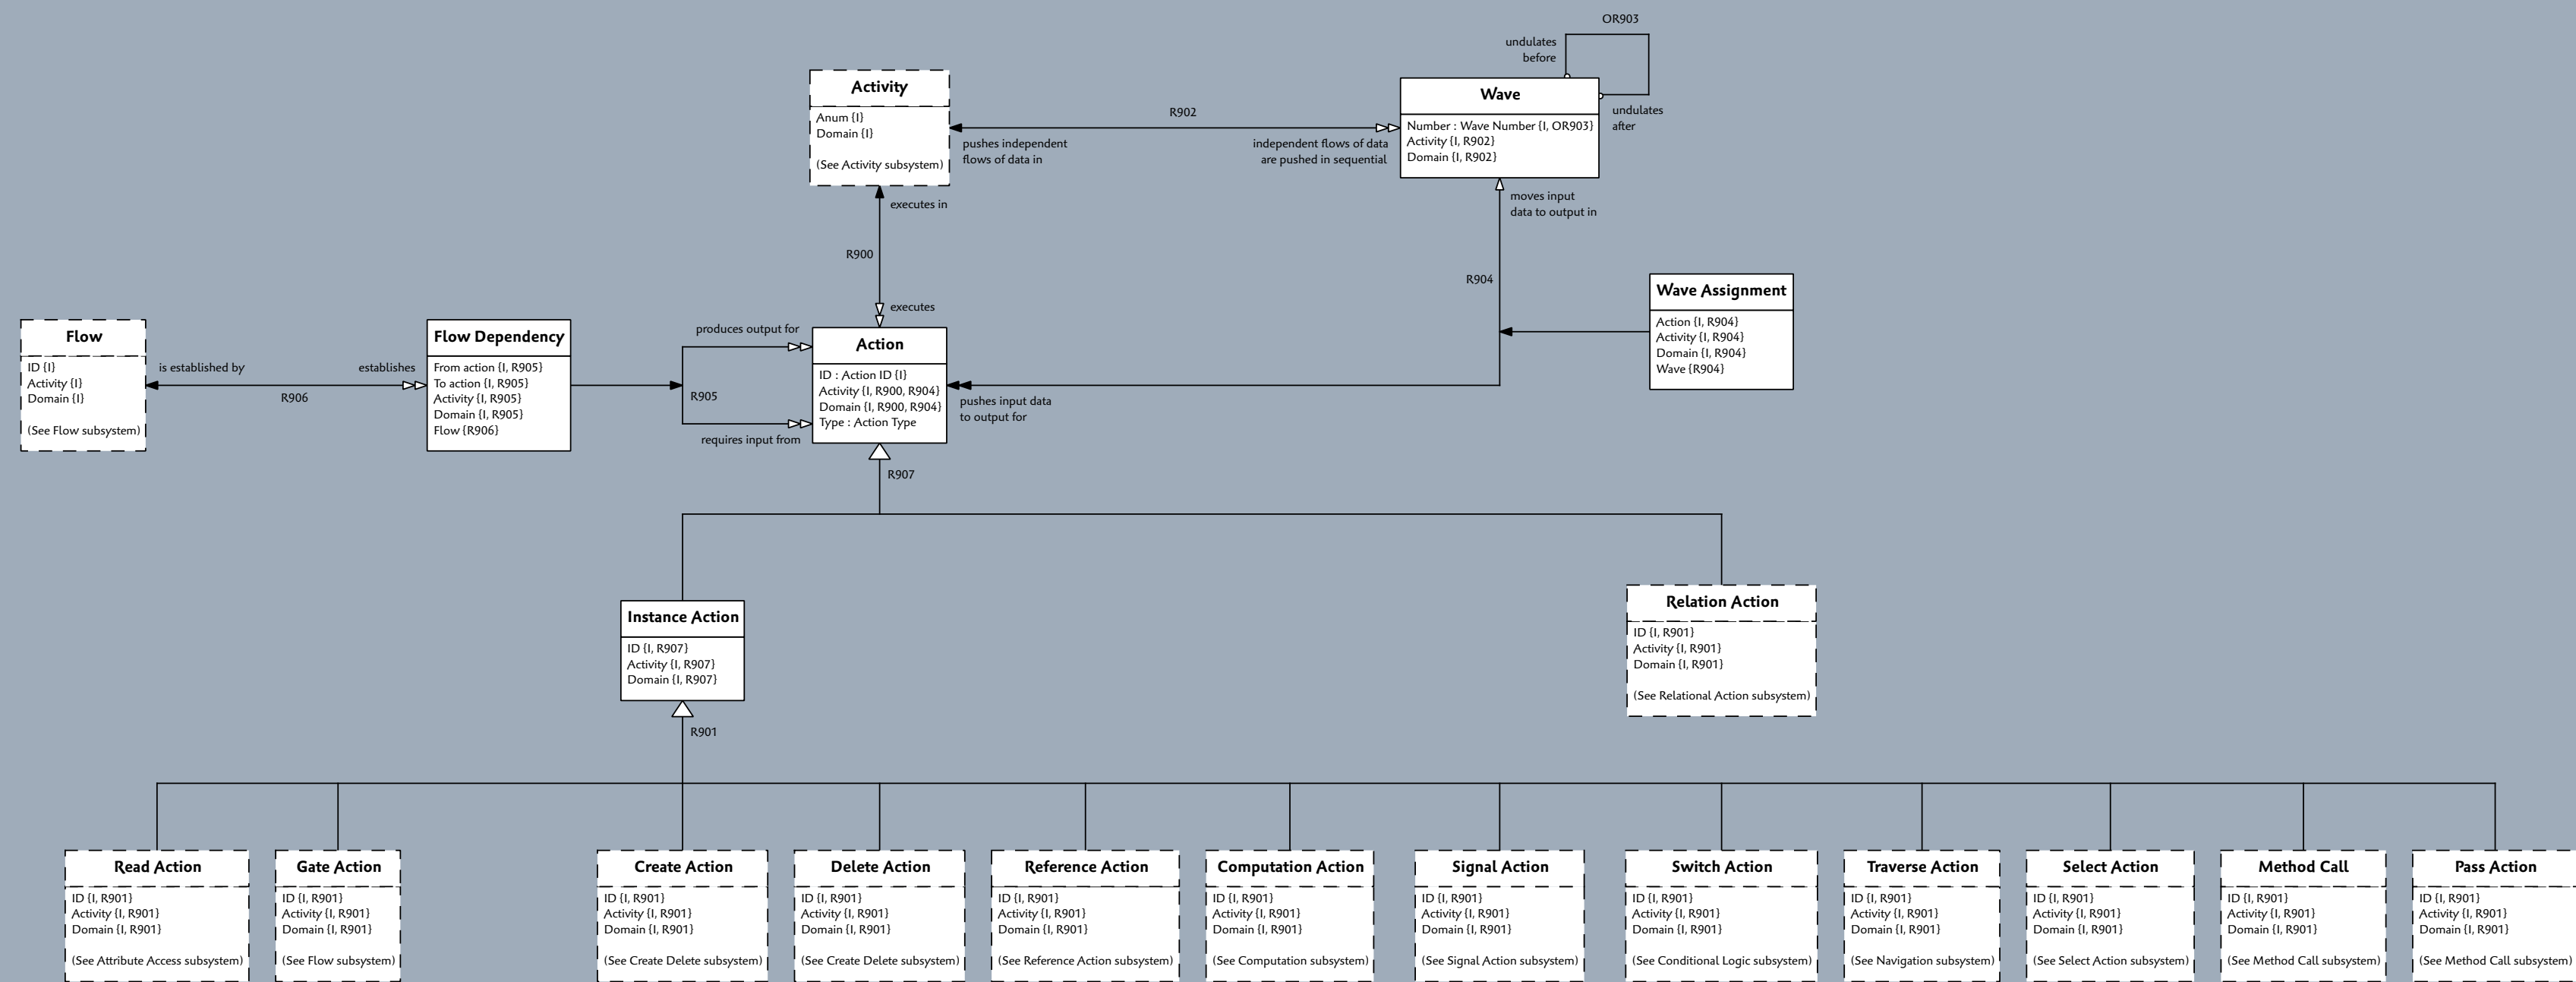 OR903
undulates
before
Wave
Number : Wave Number {I, OR903}
Activity {I, R902}
Domain {I, R902}
undulates
after
Activity
Anum {I}
Domain {I}
(See Activity subsystem)
R902
pushes independent
flows of data in
independent flows of data
are pushed in sequential
executes in
R900
executes
moves input
data to output in
R904
Wave Assignment
Action {I, R904}
Activity {I, R904}
Domain {I, R904}
Wave {R904}
Flow
ID {I}
Activity {I}
Domain {I}
(See Flow subsystem)
is established by
establishes
R906
Flow Dependency
From action {I, R905}
To action {I, R905}
Activity {I, R905}
Domain {I, R905}
Flow {R906}
produces output for
R905
requires input from
Action
ID : Action ID {I}
Activity {I, R900, R904}
Domain {I, R900, R904}
Type : Action Type
pushes input data
to output for
R907
Instance Action
ID {I, R907}
Activity {I, R907}
Domain {I, R907}
Relation Action
ID {I, R901}
Activity {I, R901}
Domain {I, R901}
(See Relational Action subsystem)
R901
Read Action
ID {I, R901}
Activity {I, R901}
Domain {I, R901}
(See Attribute Access subsystem)
Gate Action
ID {I, R901}
Activity {I, R901}
Domain {I, R901}
(See Flow subsystem)
Create Action
ID {I, R901}
Activity {I, R901}
Domain {I, R901}
(See Create Delete subsystem)
Delete Action
ID {I, R901}
Activity {I, R901}
Domain {I, R901}
(See Create Delete subsystem)
Reference Action
ID {I, R901}
Activity {I, R901}
Domain {I, R901}
(See Reference Action subsystem)
Computation Action
ID {I, R901}
Activity {I, R901}
Domain {I, R901}
(See Computation subsystem)
Signal Action
ID {I, R901}
Activity {I, R901}
Domain {I, R901}
(See Signal Action subsystem)
Switch Action
ID {I, R901}
Activity {I, R901}
Domain {I, R901}
(See Conditional Logic subsystem)
Traverse Action
ID {I, R901}
Activity {I, R901}
Domain {I, R901}
(See Navigation subsystem)
Select Action
ID {I, R901}
Activity {I, R901}
Domain {I, R901}
(See Select Action subsystem)
Method Call
ID {I, R901}
Activity {I, R901}
Domain {I, R901}
(See Method Call subsystem)
Pass Action
ID {I, R901}
Activity {I, R901}
Domain {I, R901}
(See Method Call subsystem)